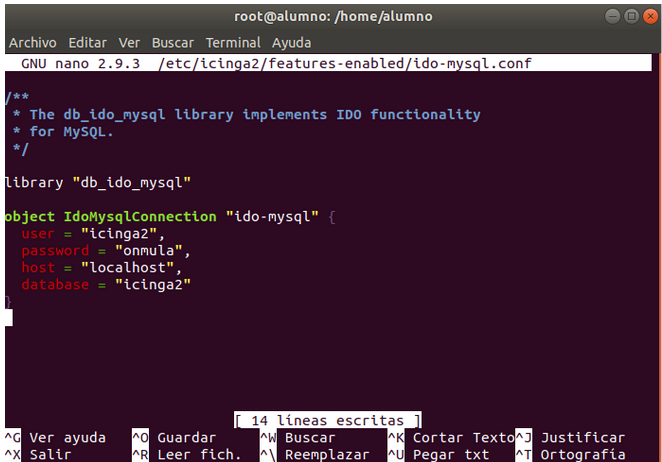 root@alumno: /home/alumno
Archivo Editar Ver Buscar Terminal Ayuda
GNU nano 2.9.3 /etc/icinga2/features-enabled/ido-mysql.conf
/**
 * The db_ido_mysql library implements IDO functionality
 * for MySQL.
 */
library "db_ido_mysql"
object IdoMysqlConnection "ido-mysql" {
  user = "icinga2",
  password = "onmula",
  host = "localhost",
  database = "icinga2"
}
[ 14 líneas escritas ]
^G Ver ayuda ^O Guardar ^W Buscar ^K Cortar Texto ^J Justificar
^X Salir ^R Leer fich. ^\ Reemplazar ^U Pegar txt ^T Ortografía